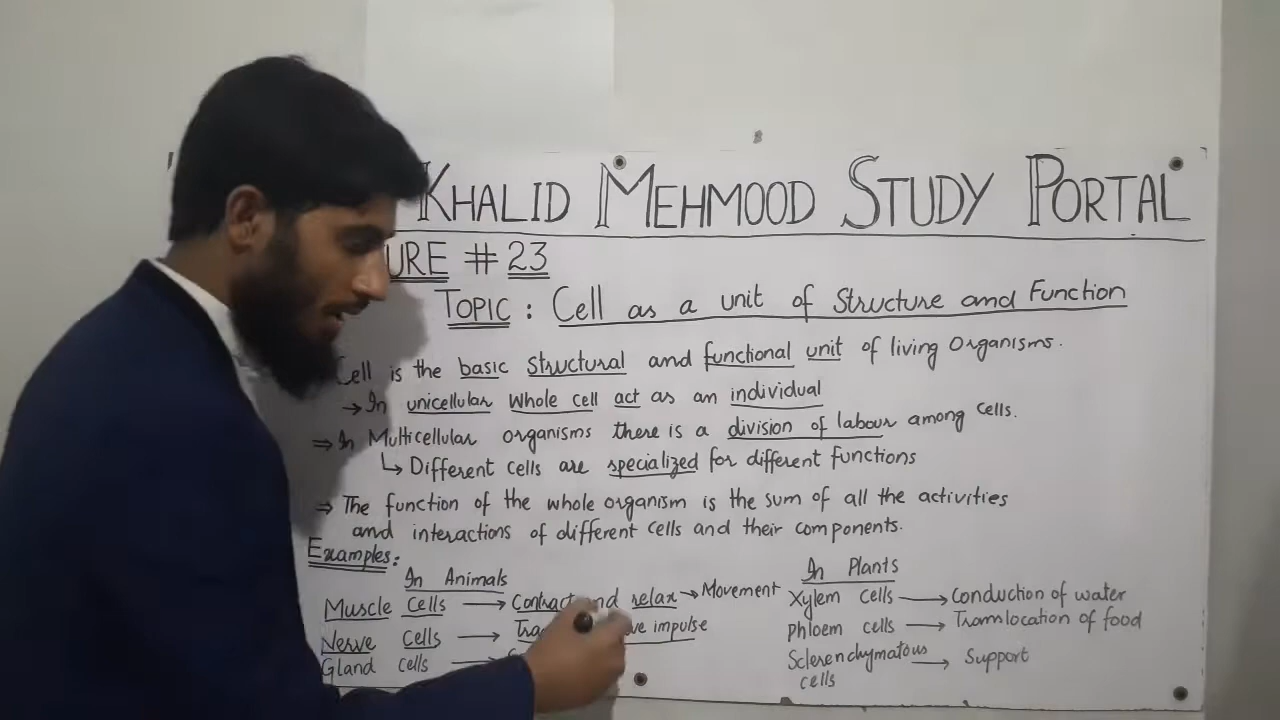 KHALID MEHMOOD STUDY PORTAL
URE # 23
TOPIC : Cell as a unit of Structure and Function
Cell is the basic structural and functional unit of living Organisms.
→ In unicellular whole cell act as an individual
⇒ In Multicellular organisms there is a division of labour among cells.
↳ Different cells are specialized for different functions
⇒ The function of the whole organism is the sum of all the activities
and interactions of different cells and their components.
Examples:
In Animals
Muscle Cells → Contract and relax → Movement
Nerve Cells → impulse
Gland cells →
In Plants
Xylem cells → Conduction of water
Phloem cells → Tramlocation of food
Sclerenchymatous → Support
cells